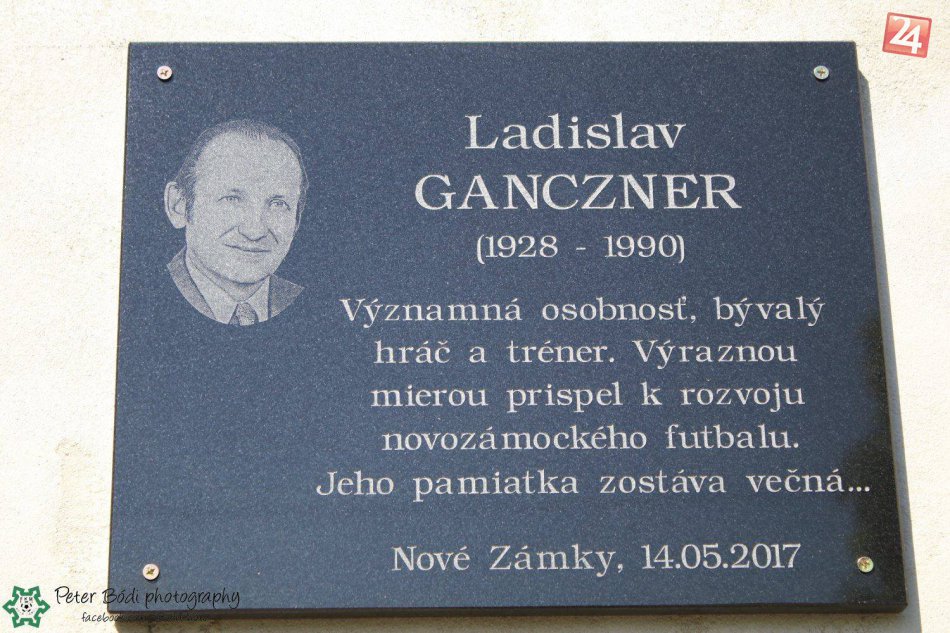 24
Ladislav
GANCZNER
(1928 - 1990)
Významná osobnosť, bývalý
hráč a tréner. Výraznou
mierou prispel k rozvoju
novozámockého futbalu.
Jeho pamiatka zostáva večná...
Nové Zámky, 14.05.2017
Peter Bódi photography